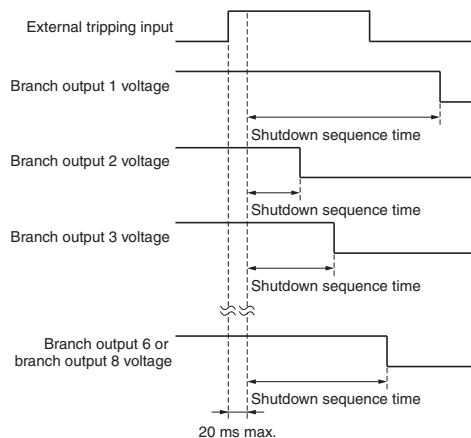 External tripping input
Branch output 1 voltage
Shutdown sequence time
Branch output 2 voltage
Shutdown sequence time
Branch output 3 voltage
Shutdown sequence time
Branch output 6 or
branch output 8 voltage
Shutdown sequence time
20 ms max.